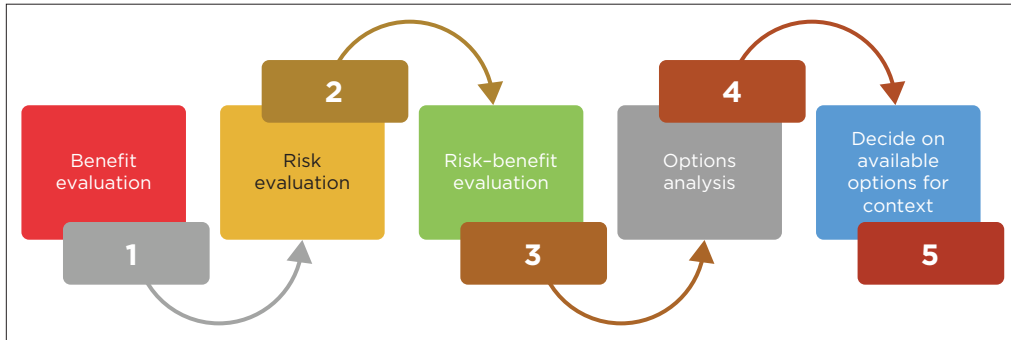 Benefit
evaluation
1
Risk
evaluation
2
Risk–benefit
evaluation
3
Options
analysis
4
Decide on
available
options for
context
5